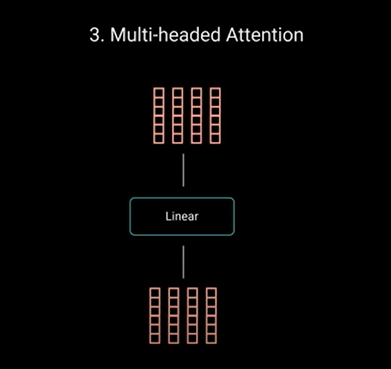 3. Multi-headed Attention
Linear